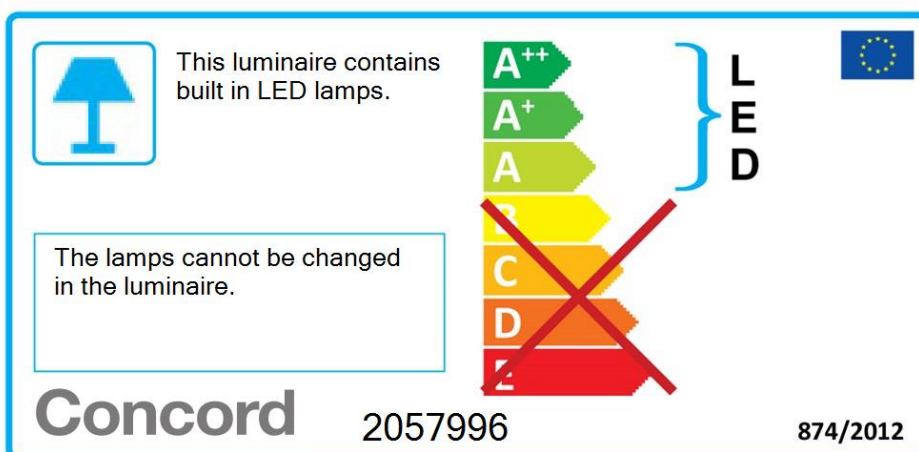 This luminaire contains
built in LED lamps.
A++
A+
A
B
C
D
E
L
E
D
The lamps cannot be changed
in the luminaire.
Concord
2057996
874/2012